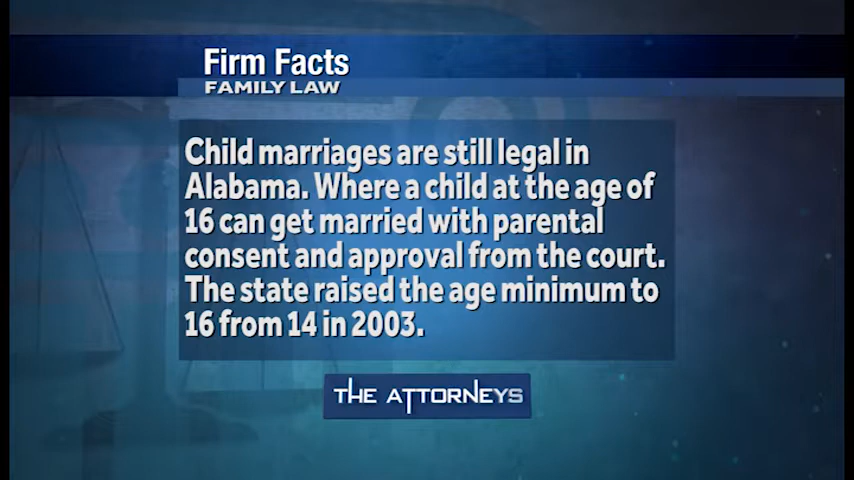 Firm Facts
FAMILY LAW
Child marriages are still legal in
Alabama. Where a child at the age of
16 can get married with parental
consent and approval from the court.
The state raised the age minimum to
16 from 14 in 2003.
THE ATTORNEYS